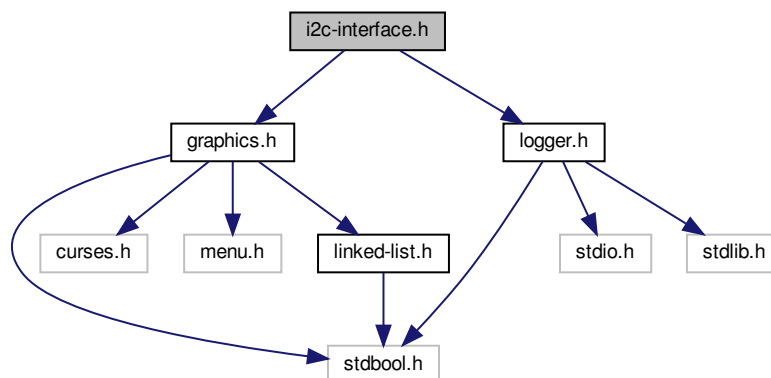 i2c-interface.h
graphics.h
logger.h
curses.h
menu.h
linked-list.h
stdio.h
stdlib.h
stdbool.h